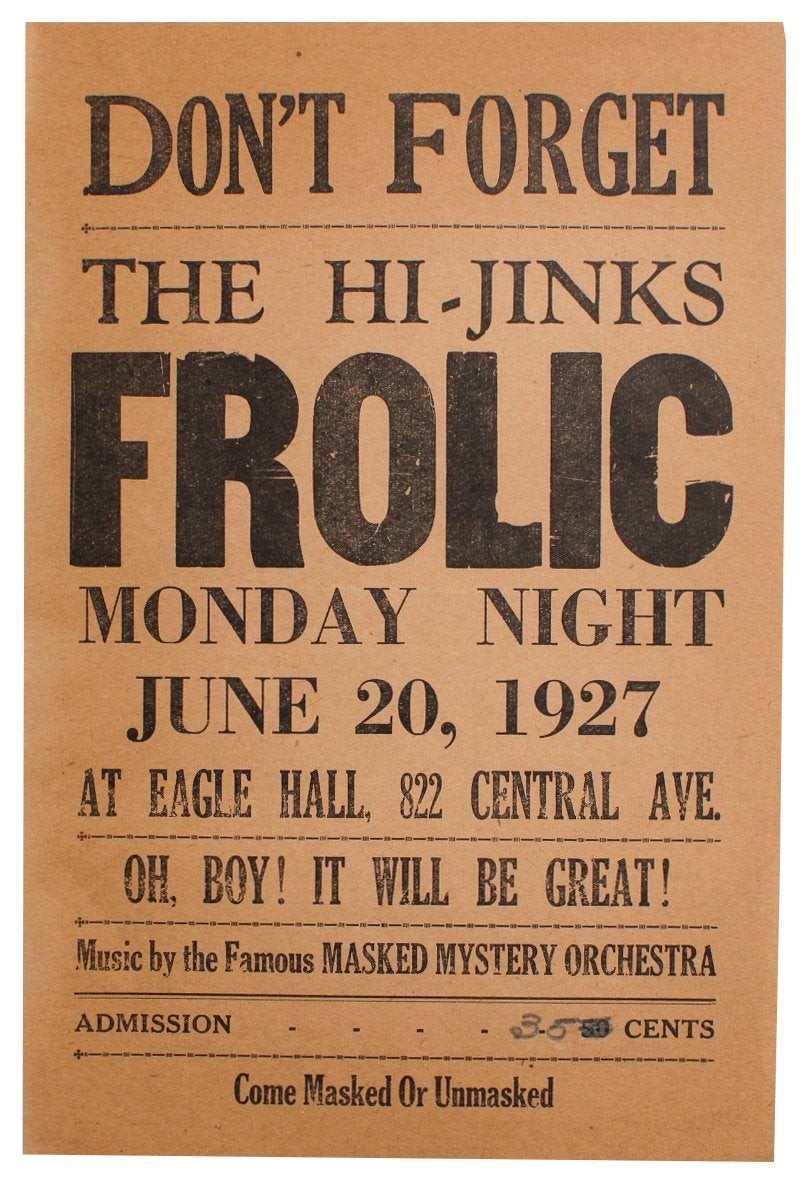 DON'T FORGET
THE HI-JINKS
FROLIC
MONDAY NIGHT
JUNE 20, 1927
AT EAGLE HALL, 822 CENTRAL AVE.
OH, BOY! IT WILL BE GREAT!
Music by the Famous MASKED MYSTERY ORCHESTRA
ADMISSION - - - - - 35 50 CENTS
Come Masked Or Unmasked